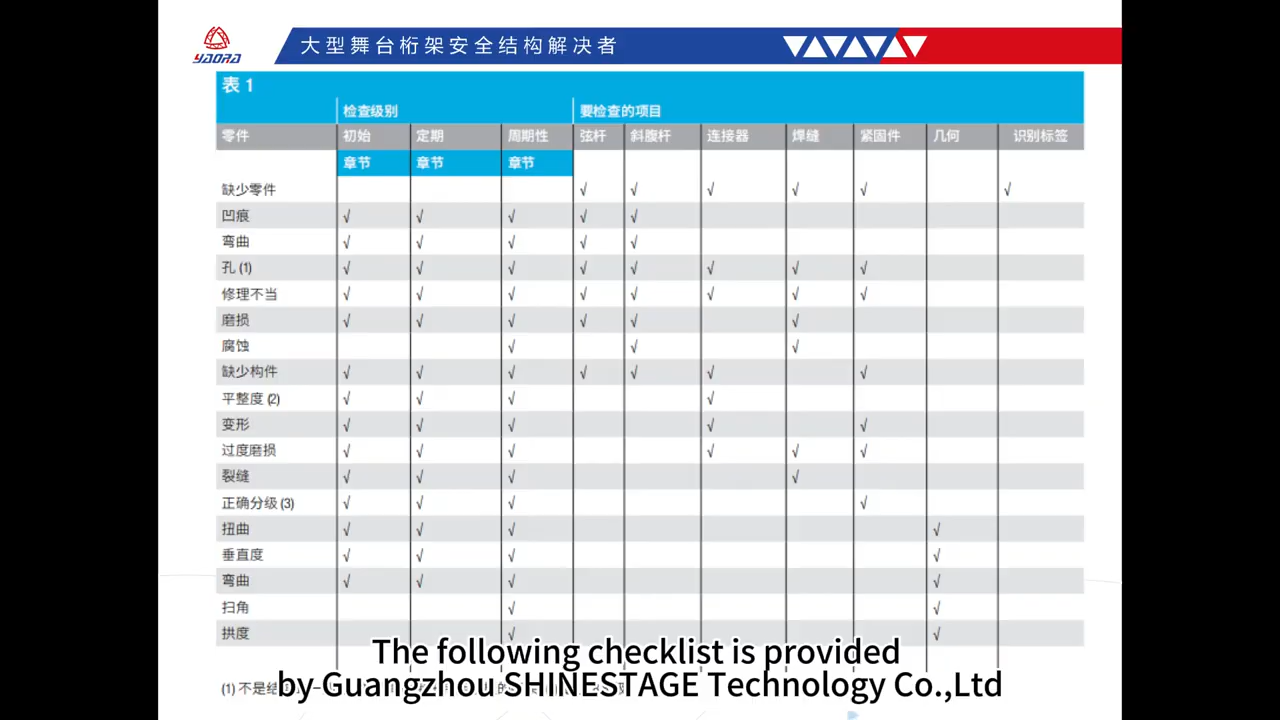 YAORA
大型舞台桁架安全结构解决者
表 1
检查级别 要检查的项目
零件 初始 定期 周期性 弦杆 斜腹杆 连接器 焊缝 紧固件 几何 识别标签
章节 章节 章节
缺少零件 √ √ √ √ √ √
凹痕 √ √ √ √ √
弯曲 √ √ √ √ √
孔 (1) √ √ √ √ √ √ √ √
修理不当 √ √ √ √ √ √ √ √
磨损 √ √ √ √ √ √
腐蚀 √ √ √
缺少构件 √ √ √ √ √ √ √
平整度 (2) √ √ √ √
变形 √ √ √ √ √
过度磨损 √ √ √ √ √ √
裂缝 √ √ √ √
正确分级 (3) √ √ √ √
扭曲 √ √ √ √
垂直度 √ √ √ √
弯曲 √ √ √ √
扫角 √ √
拱度 √ √
The following checklist is provided
by Guangzhou SHINESTAGE Technology Co.,Ltd
(1) 不是结